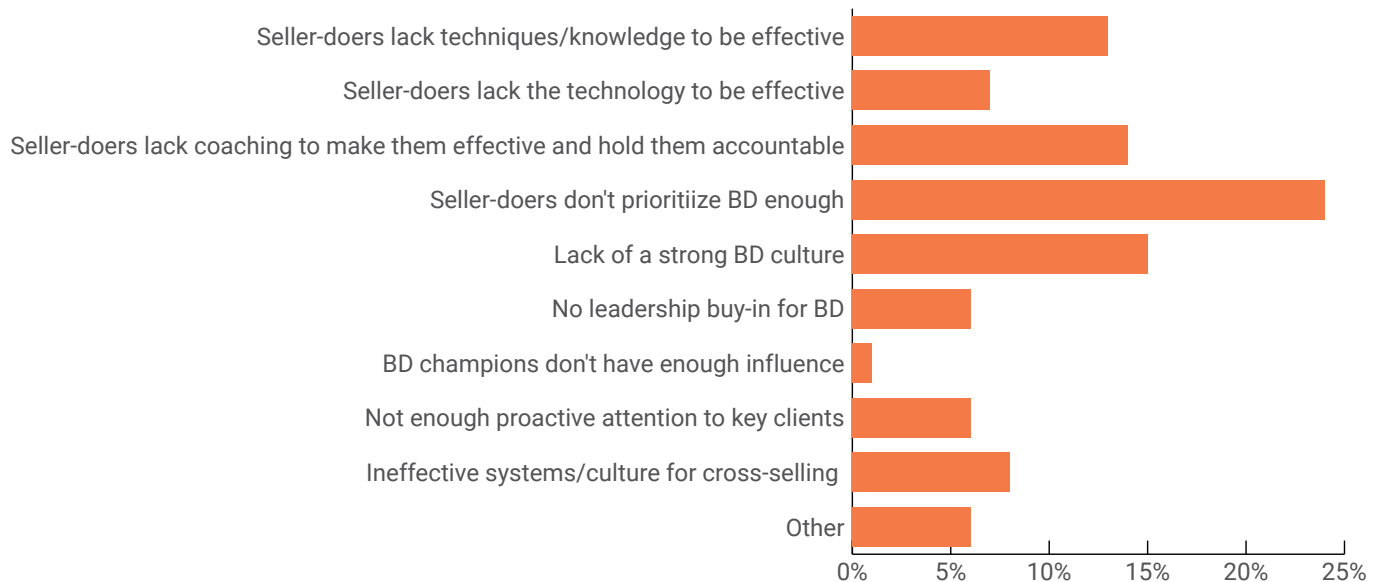 Seller-doers lack techniques/knowledge to be effective
Seller-doers lack the technology to be effective
Seller-doers lack coaching to make them effective and hold them accountable
Seller-doers don't prioritiize BD enough
Lack of a strong BD culture
No leadership buy-in for BD
BD champions don't have enough influence
Not enough proactive attention to key clients
Ineffective systems/culture for cross-selling
Other
0% 5% 10% 15% 20% 25%